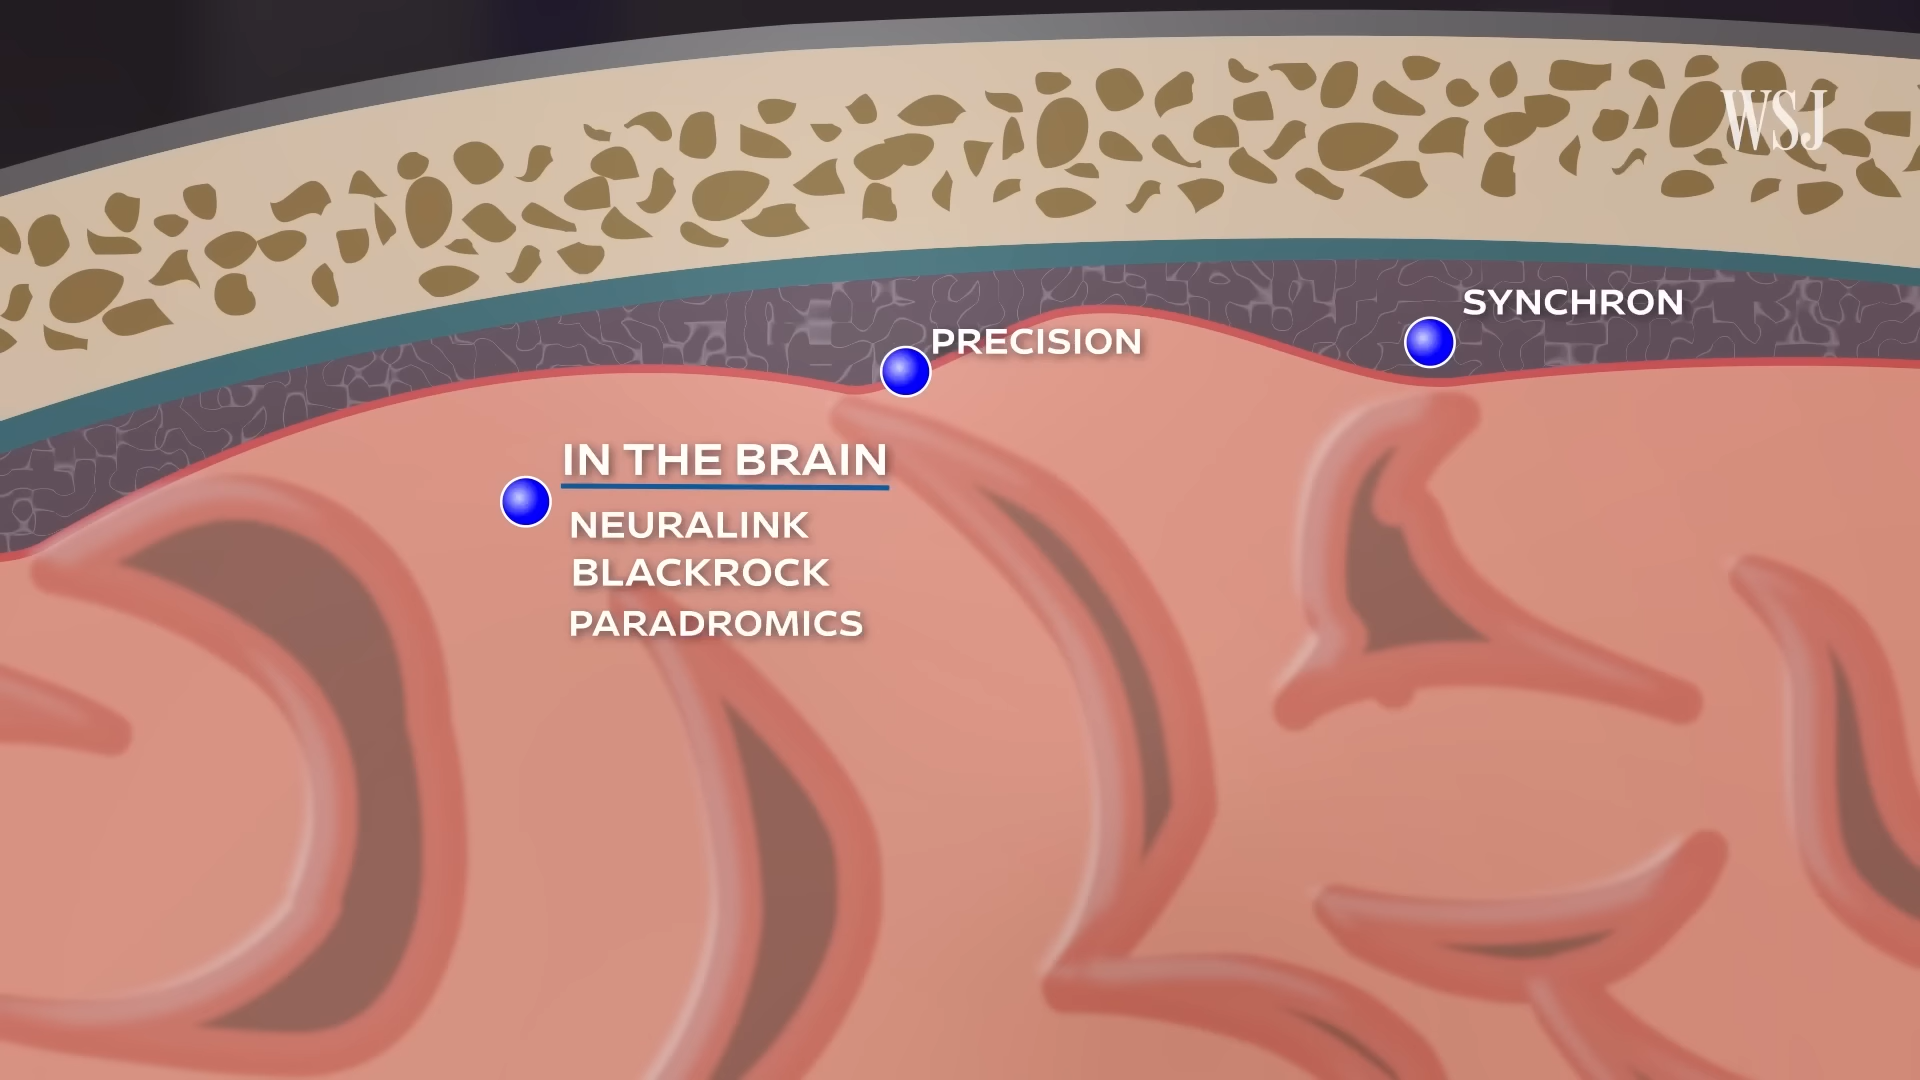 WSJ
SYNCHRON
PRECISION
IN THE BRAIN
NEURALINK
BLACKROCK
PARADROMICS